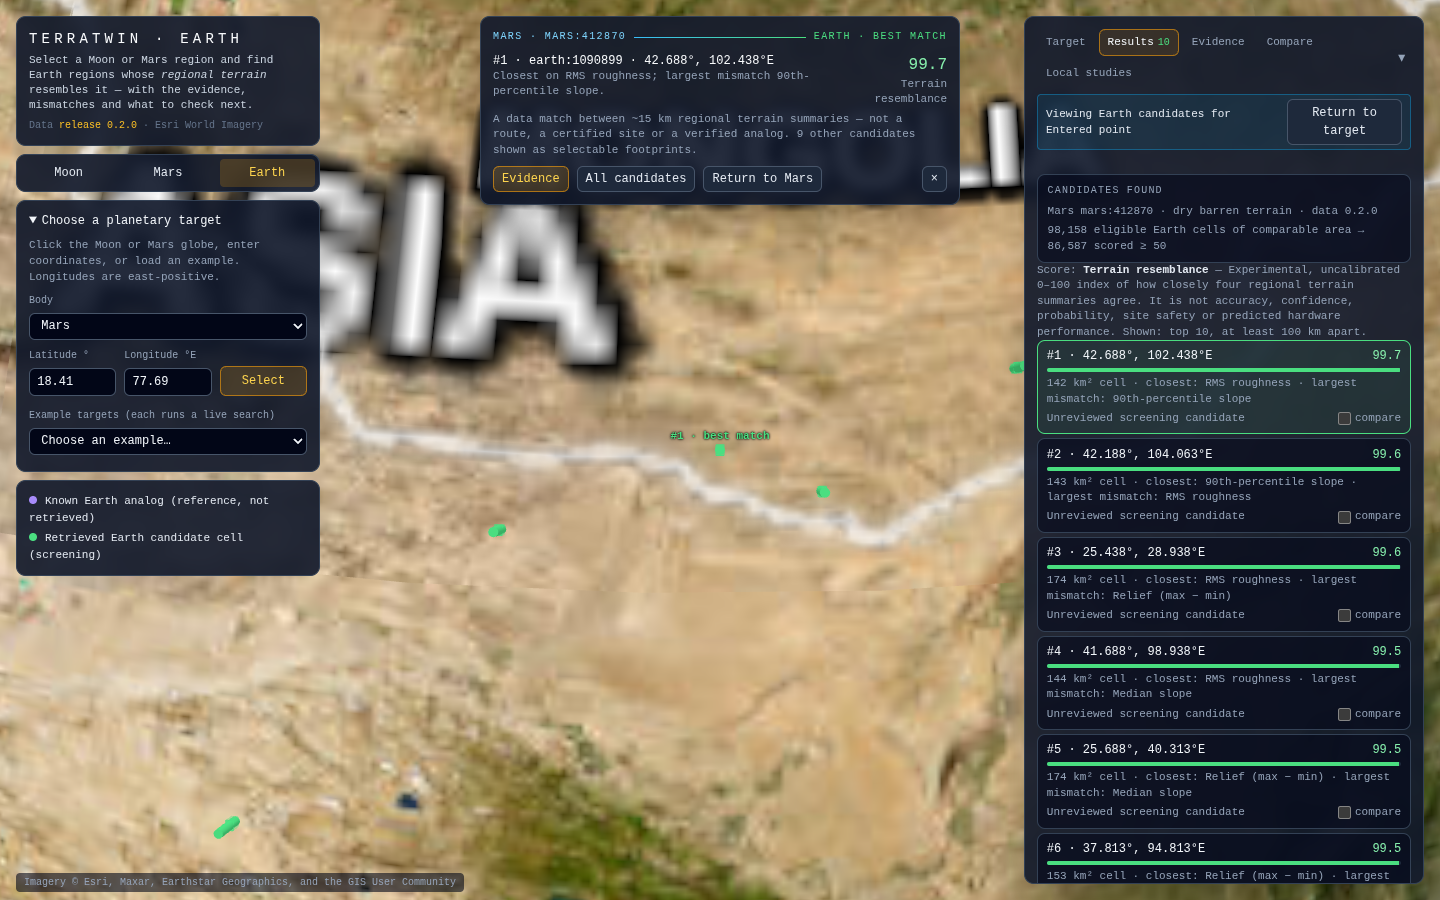 TERRATWIN · EARTH
Select a Moon or Mars region and find
Earth regions whose regional terrain
resembles it — with the evidence,
mismatches and what to check next.
Data release 0.2.0 · Esri World Imagery
Moon Mars Earth
▼ Choose a planetary target
Click the Moon or Mars globe, enter
coordinates, or load an example.
Longitudes are east-positive.
Body
Mars
Latitude ° Longitude °E
18.41 77.69 Select
Example targets (each runs a live search)
Choose an example…
Known Earth analog (reference, not
retrieved)
Retrieved Earth candidate cell
(screening)
MARS · MARS:412870 EARTH · BEST MATCH
#1 · earth:1090899 · 42.688°, 102.438°E 99.7
Closest on RMS roughness; largest mismatch 90th-
percentile slope.
Terrain
resemblance
A data match between ~15 km regional terrain summaries — not a
route, a certified site or a verified analog. 9 other candidates
shown as selectable footprints.
Evidence All candidates Return to Mars ×
SIA
#1 · best match
Target Results 10 Evidence Compare
▼
Local studies
Viewing Earth candidates for
Entered point
Return to
target
CANDIDATES FOUND
Mars mars:412870 · dry barren terrain · data 0.2.0
98,158 eligible Earth cells of comparable area →
86,587 scored ≥ 50
Score: Terrain resemblance — Experimental, uncalibrated
0–100 index of how closely four regional terrain
summaries agree. It is not accuracy, confidence,
probability, site safety or predicted hardware
performance. Shown: top 10, at least 100 km apart.
#1 · 42.688°, 102.438°E 99.7
142 km² cell · closest: RMS roughness · largest
mismatch: 90th-percentile slope
Unreviewed screening candidate compare
#2 · 42.188°, 104.063°E 99.6
143 km² cell · closest: 90th-percentile slope ·
largest mismatch: RMS roughness
Unreviewed screening candidate compare
#3 · 25.438°, 28.938°E 99.6
174 km² cell · closest: RMS roughness · largest
mismatch: Relief (max − min)
Unreviewed screening candidate compare
#4 · 41.688°, 98.938°E 99.5
144 km² cell · closest: RMS roughness · largest
mismatch: Median slope
Unreviewed screening candidate compare
#5 · 25.688°, 40.313°E 99.5
174 km² cell · closest: Relief (max − min) · largest
mismatch: Median slope
Unreviewed screening candidate compare
#6 · 37.813°, 94.813°E 99.5
153 km² cell · closest: Relief (max − min) · largest
Imagery © Esri, Maxar, Earthstar Geographics, and the GIS User Community